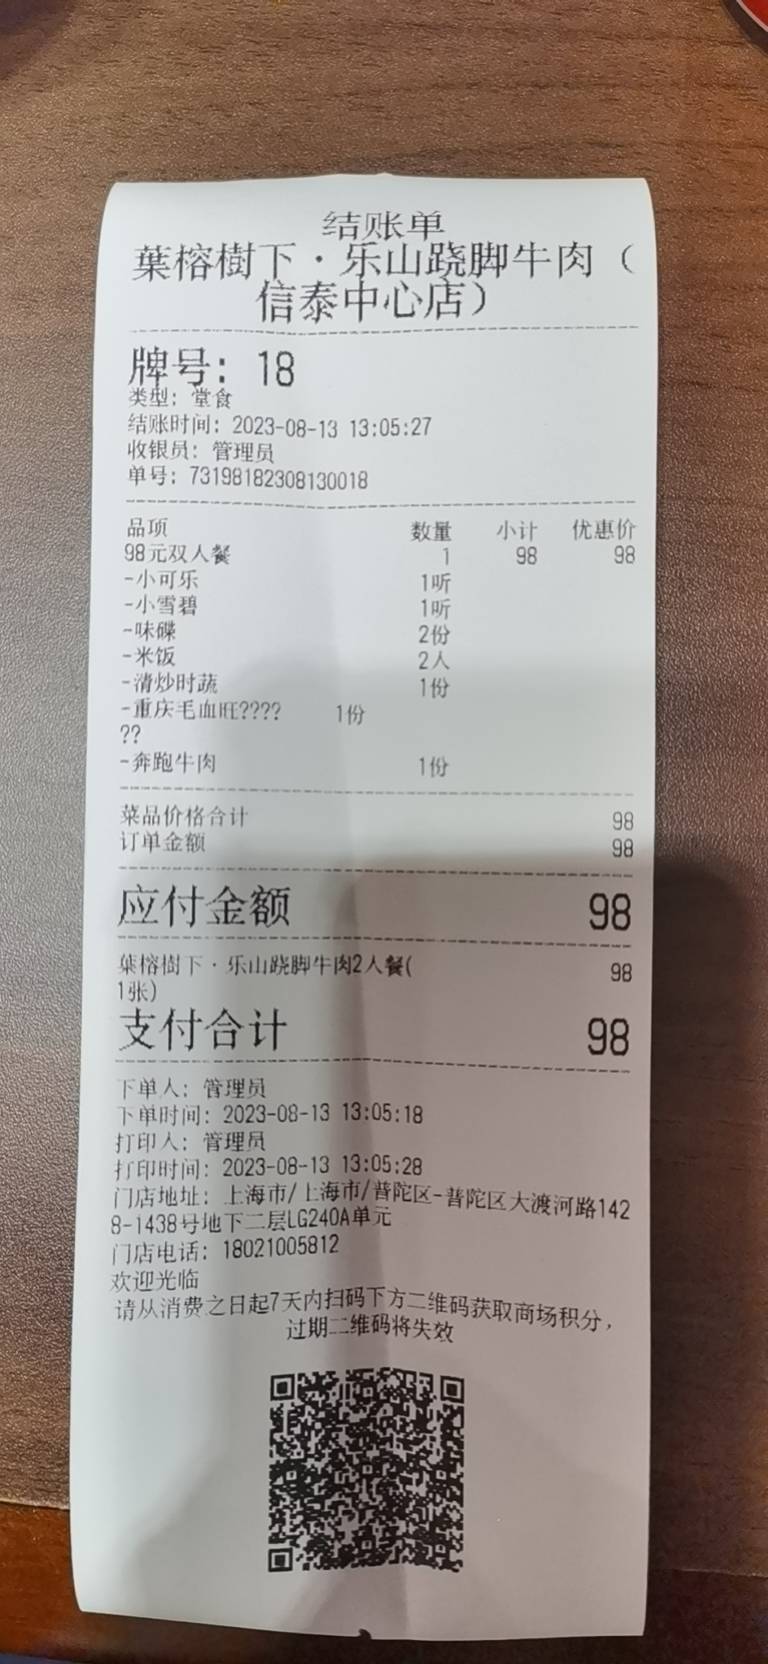 结账单
葉榕樹下·乐山跷脚牛肉（
信泰中心店）
牌号: 18
类型: 堂食
结账时间: 2023-08-13 13:05:27
收银员: 管理员
单号: 73198182308130018
品项 数量 小计 优惠价
98元双人餐 1 98 98
-小可乐 1听
-小雪碧 1听
-味碟 2份
-米饭 2人
-清炒时蔬 1份
-重庆毛血旺???? 1份
??
-奔跑牛肉 1份
菜品价格合计 98
订单金额 98
应付金额 98
葉榕樹下·乐山跷脚牛肉2人餐( 98
1张)
支付合计 98
下单人: 管理员
下单时间: 2023-08-13 13:05:18
打印人: 管理员
打印时间: 2023-08-13 13:05:28
门店地址: 上海市/上海市/普陀区-普陀区大渡河路142
8-1438号地下二层LG240A单元
门店电话: 18021005812
欢迎光临
请从消费之日起7天内扫码下方二维码获取商场积分，
过期二维码将失效